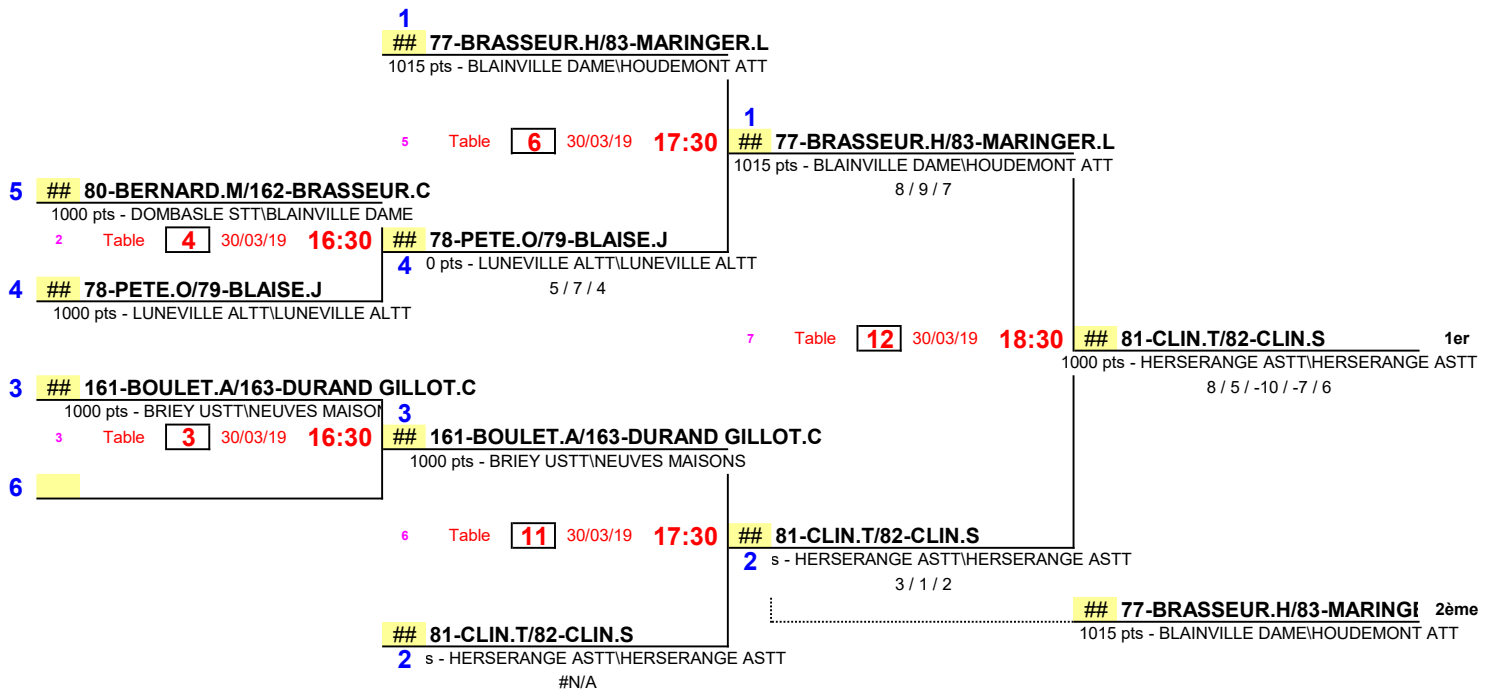 1
## 77-BRASSEUR.H/83-MARINGER.L
1015 pts - BLAINVILLE DAME\HOUDEMONT ATT
5 Table 6 30/03/19 17:30
1
## 77-BRASSEUR.H/83-MARINGER.L
1015 pts - BLAINVILLE DAME\HOUDEMONT ATT
8 / 9 / 7
5 ## 80-BERNARD.M/162-BRASSEUR.C
1000 pts - DOMBASLE STT\BLAINVILLE DAME
2 Table 4 30/03/19 16:30
## 78-PETE.O/79-BLAISE.J
4 0 pts - LUNEVILLE ALTT\LUNEVILLE ALTT
5 / 7 / 4
4 ## 78-PETE.O/79-BLAISE.J
1000 pts - LUNEVILLE ALTT\LUNEVILLE ALTT
7 Table 12 30/03/19 18:30
## 81-CLIN.T/82-CLIN.S 1er
1000 pts - HERSERANGE ASTT\HERSERANGE ASTT
8 / 5 / -10 / -7 / 6
3 ## 161-BOULET.A/163-DURAND GILLOT.C
1000 pts - BRIEY USTT\NEUVES MAISON
3 Table 3 30/03/19 16:30
3
## 161-BOULET.A/163-DURAND GILLOT.C
1000 pts - BRIEY USTT\NEUVES MAISONS
6
6 Table 11 30/03/19 17:30
## 81-CLIN.T/82-CLIN.S
2 s - HERSERANGE ASTT\HERSERANGE ASTT
3 / 1 / 2
## 77-BRASSEUR.H/83-MARINGE 2ème
1015 pts - BLAINVILLE DAME\HOUDEMONT ATT
## 81-CLIN.T/82-CLIN.S
2 s - HERSERANGE ASTT\HERSERANGE ASTT
#N/A